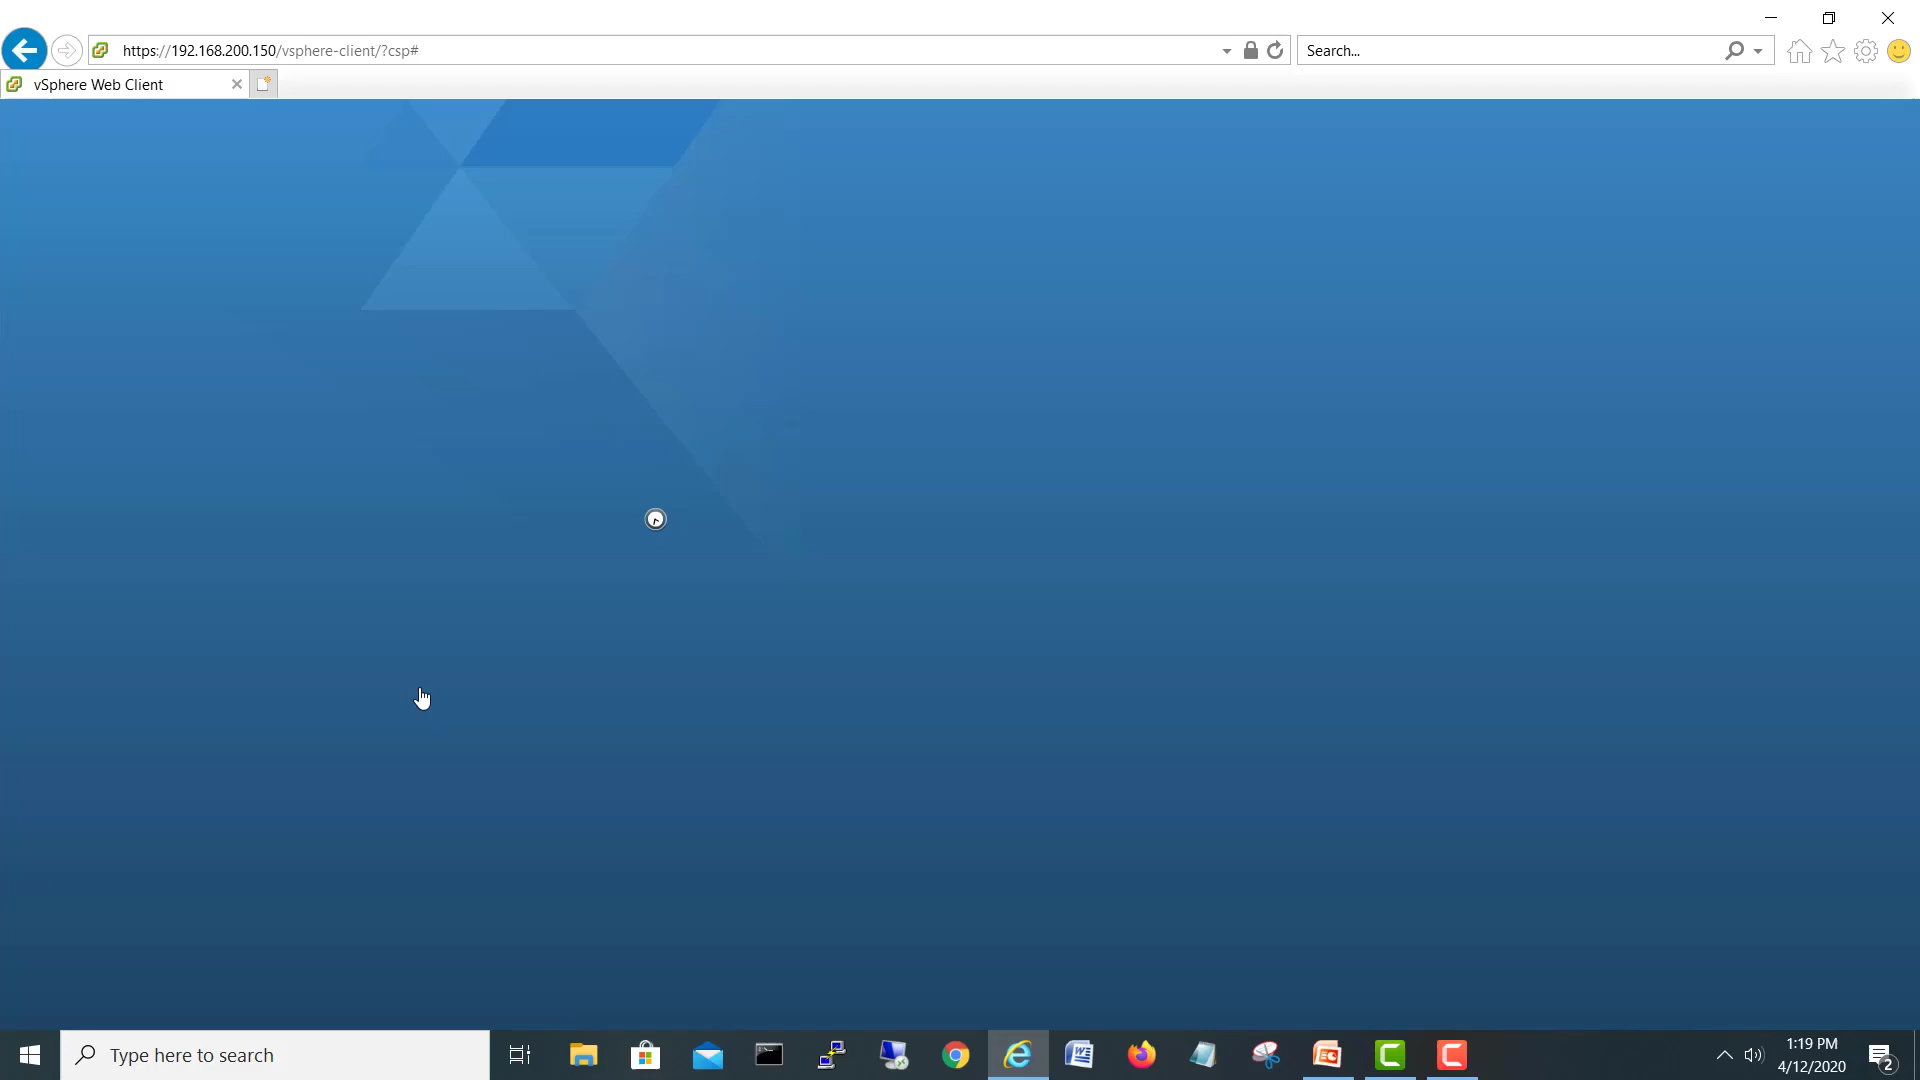 https://192.168.200.150/vsphere-client/?csp#
Search...
vSphere Web Client
Type here to search
1:19 PM
4/12/2020
2